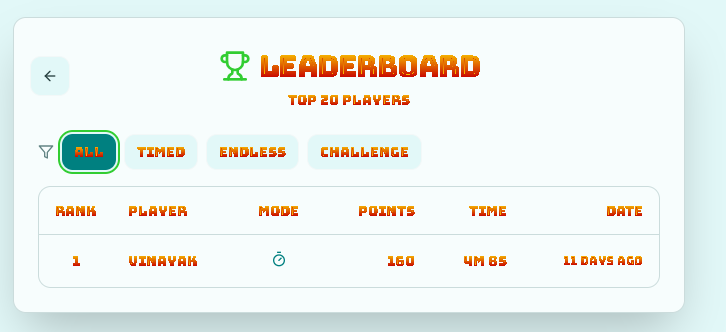 LEADERBOARD
TOP 20 PLAYERS
ALL TIMED ENDLESS CHALLENGE
RANK PLAYER MODE POINTS TIME DATE
1 VINAYAK 160 4M 8S 11 DAYS AGO